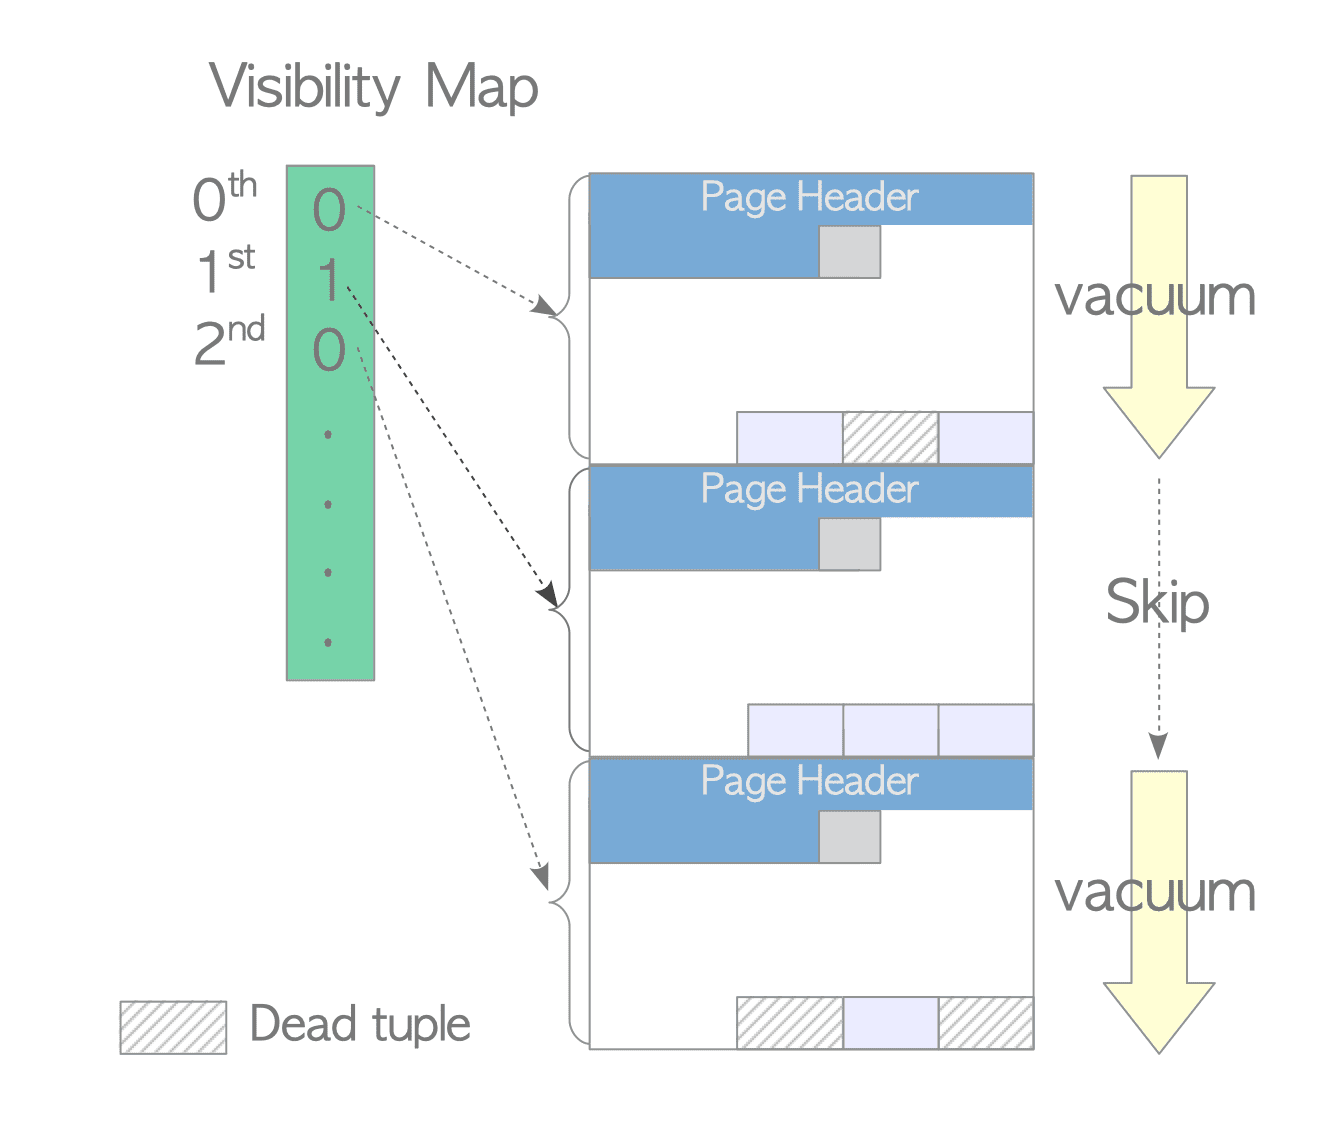 Visibility Map
0th 0
1st 1
2nd 0
.
.
.
.
Page Header
vacuum
Page Header
Skip
Page Header
vacuum
Dead tuple